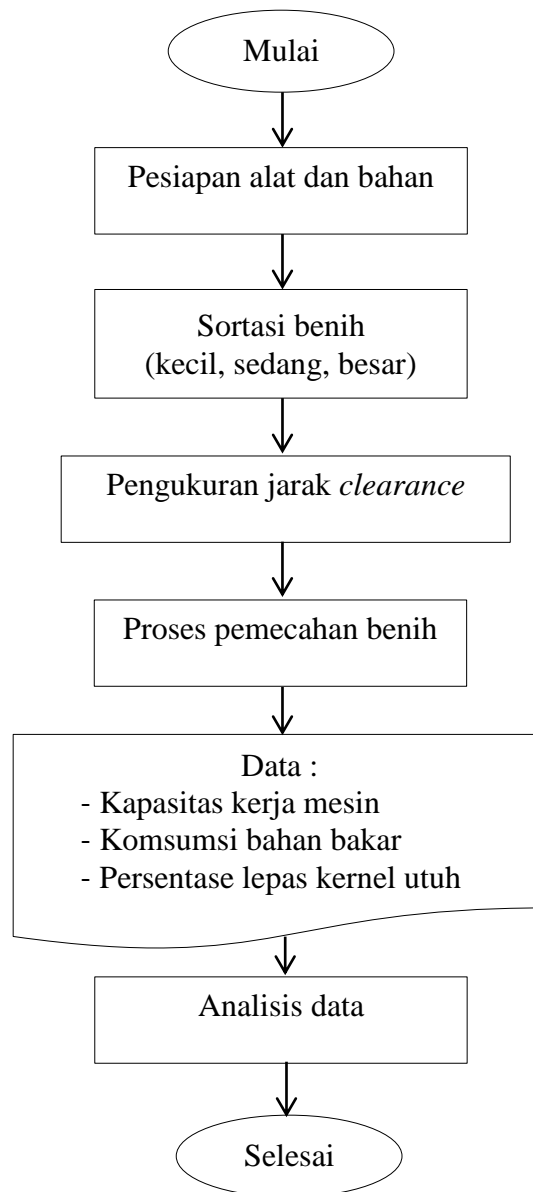 Mulai
Pesiapan alat dan bahan
Sortasi benih
(kecil, sedang, besar)
Pengukuran jarak clearance
Proses pemecahan benih
Data :
- Kapasitas kerja mesin
- Komsumsi bahan bakar
- Persentase lepas kernel utuh
Analisis data
Selesai